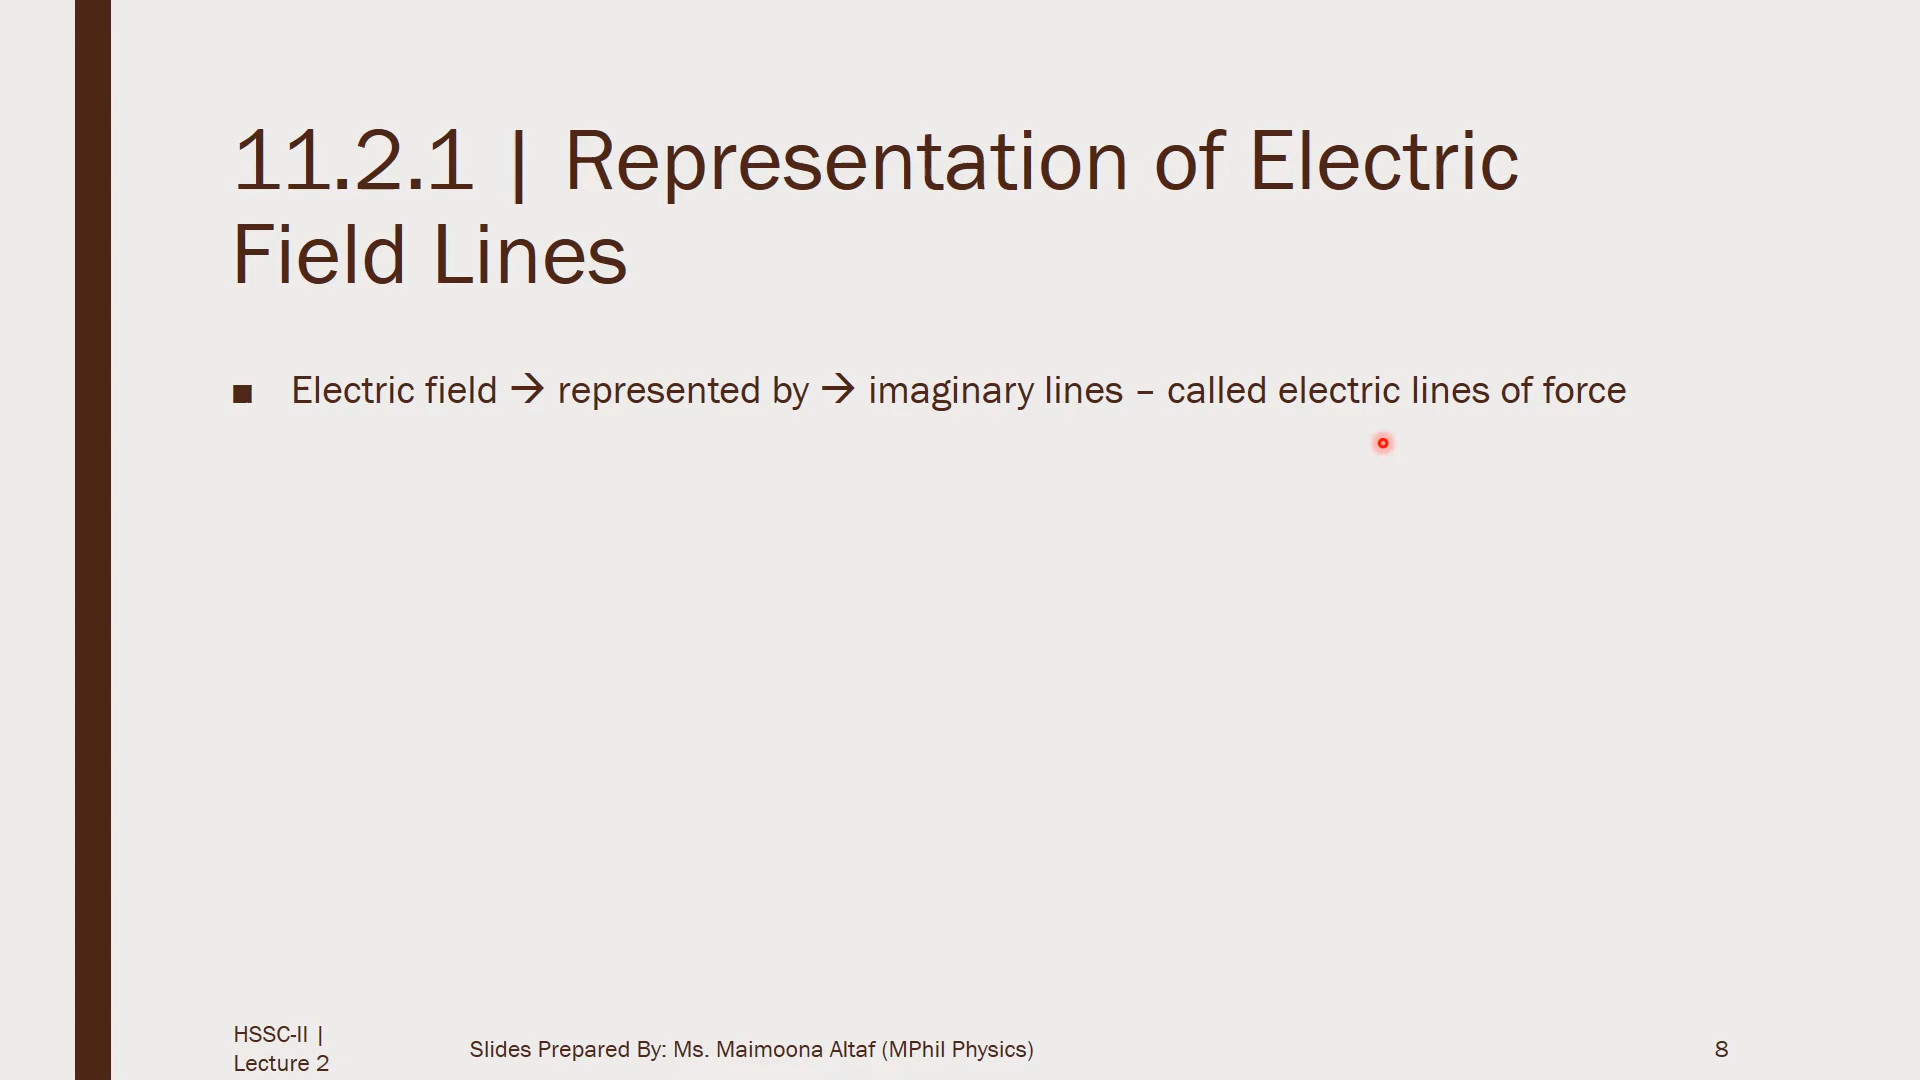 11.2.1 | Representation of Electric
Field Lines
■ Electric field → represented by → imaginary lines – called electric lines of force
HSSC-II |
Lecture 2
Slides Prepared By: Ms. Maimoona Altaf (MPhil Physics)
8